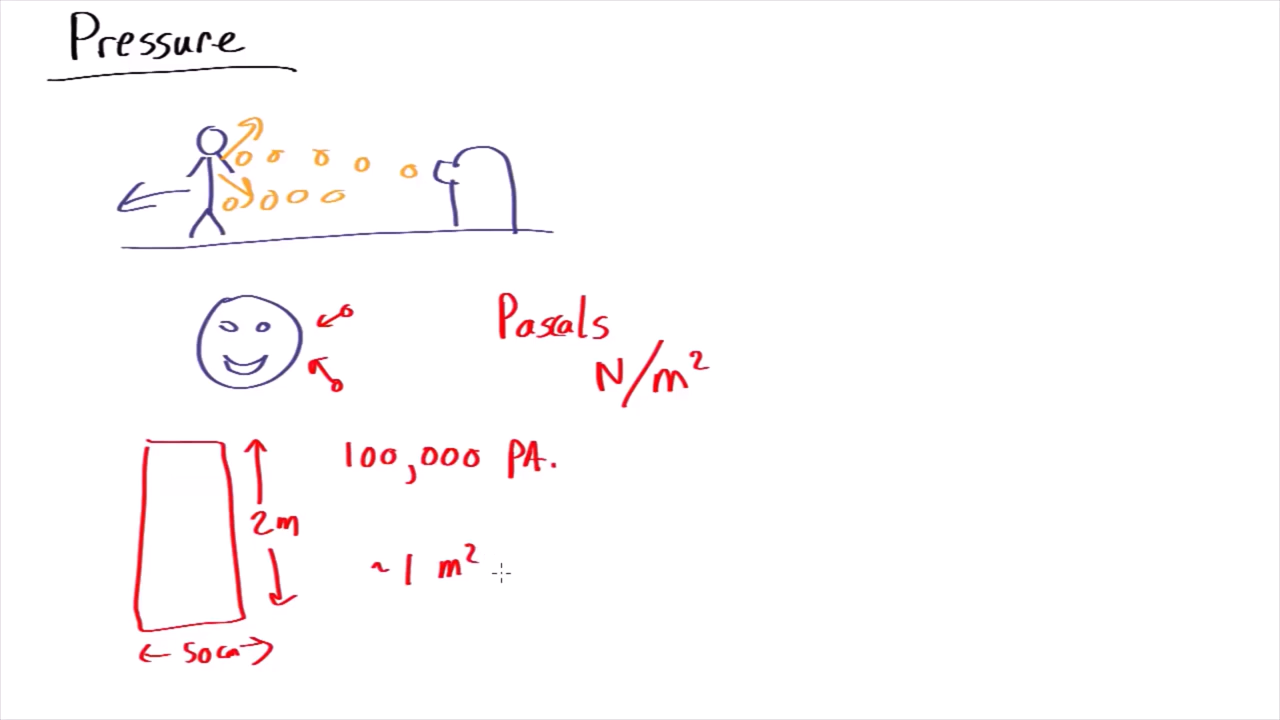 Pressure
Pascals
N/m²
100,000 PA.
2m
~1 m²
50cm